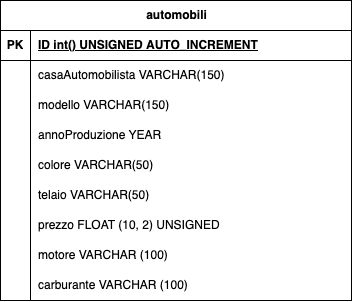 automobili
PK ID int() UNSIGNED AUTO_INCREMENT
casaAutomobilista VARCHAR(150)
modello VARCHAR(150)
annoProduzione YEAR
colore VARCHAR(50)
telaio VARCHAR(50)
prezzo FLOAT (10, 2) UNSIGNED
motore VARCHAR (100)
carburante VARCHAR (100)